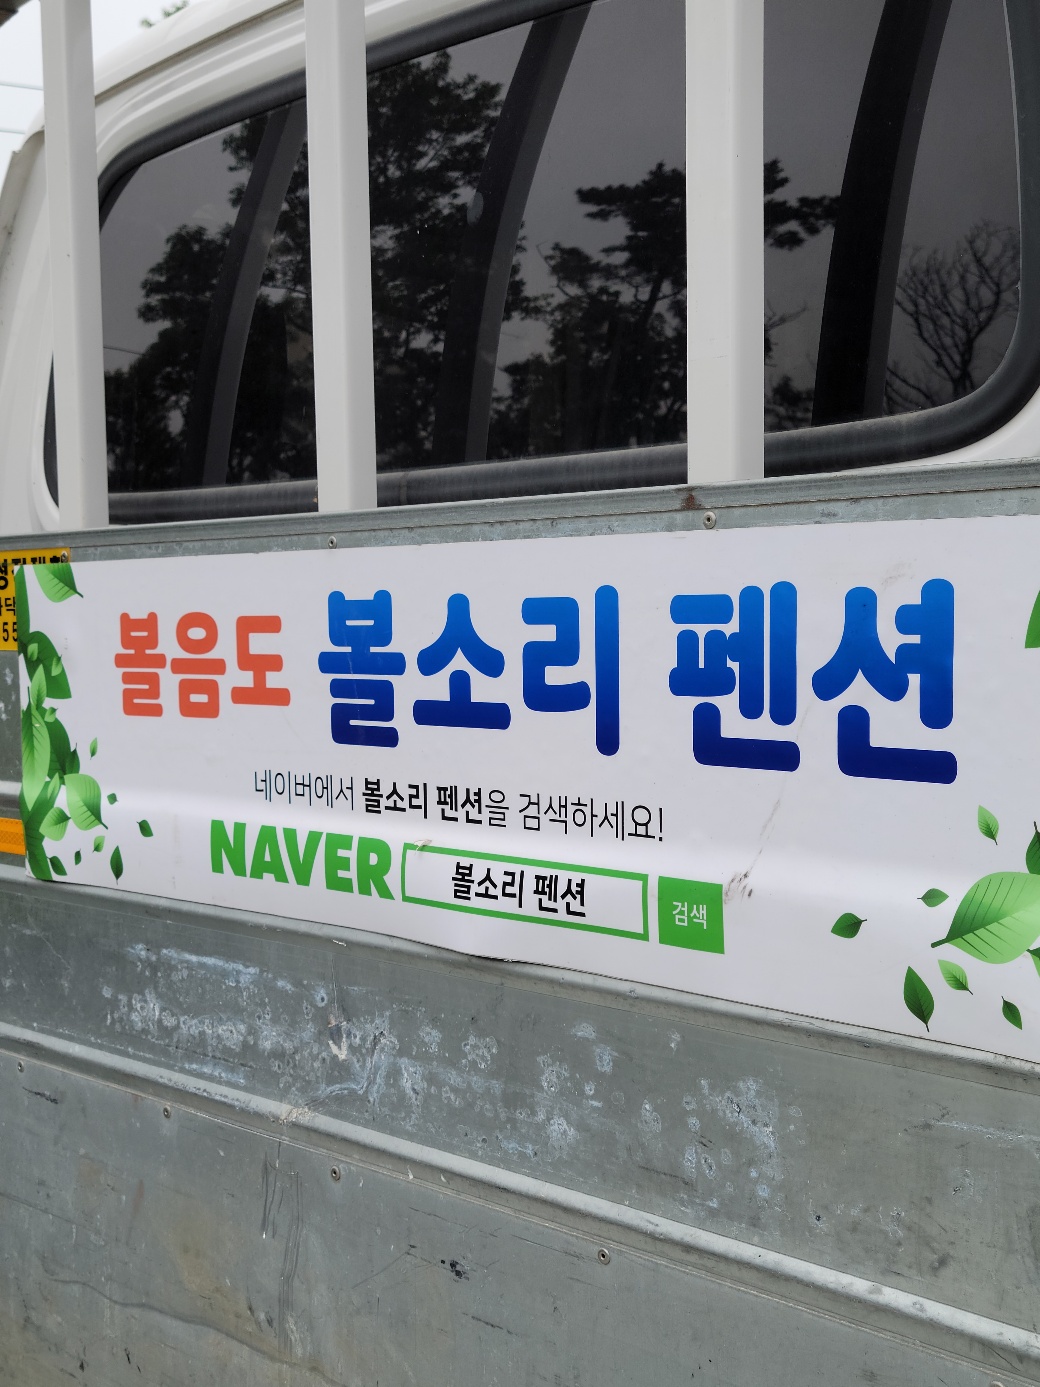 볼음도 볼소리 펜션
네이버에서 볼소리 펜션을 검색하세요!
NAVER 볼소리 펜션 검색